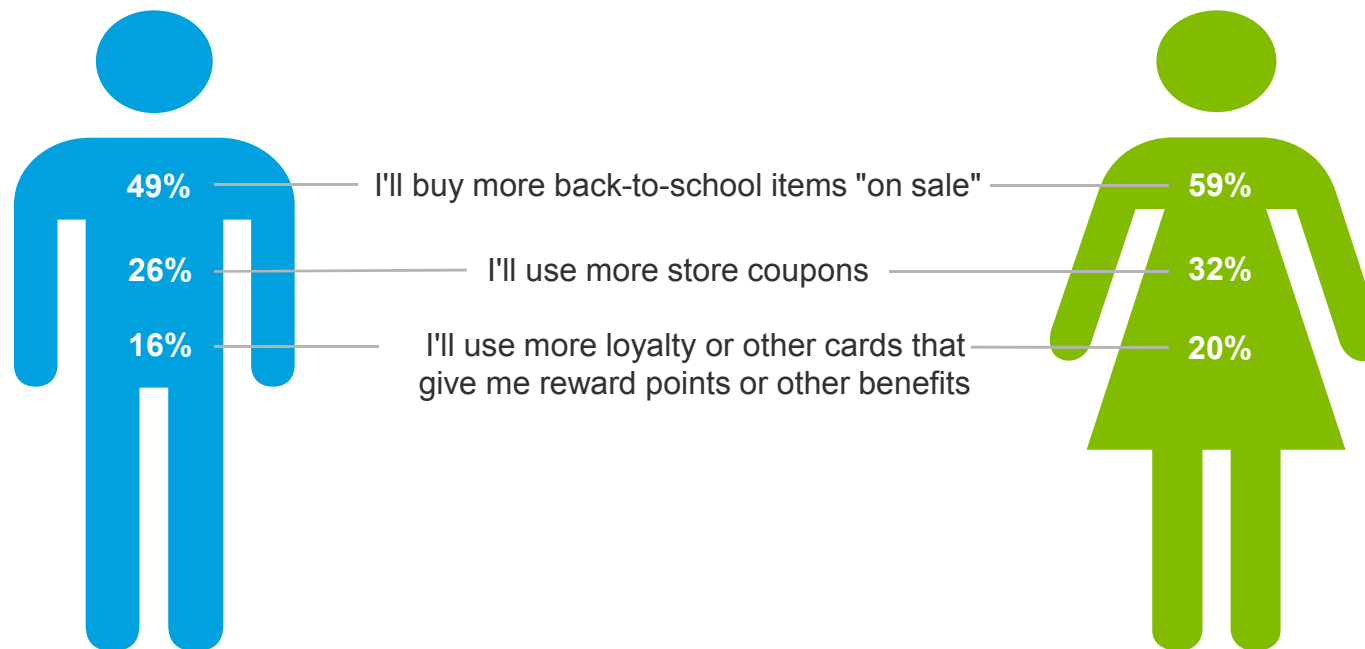 49% I'll buy more back-to-school items "on sale" 59%
26% I'll use more store coupons 32%
16% I'll use more loyalty or other cards that 20%
give me reward points or other benefits